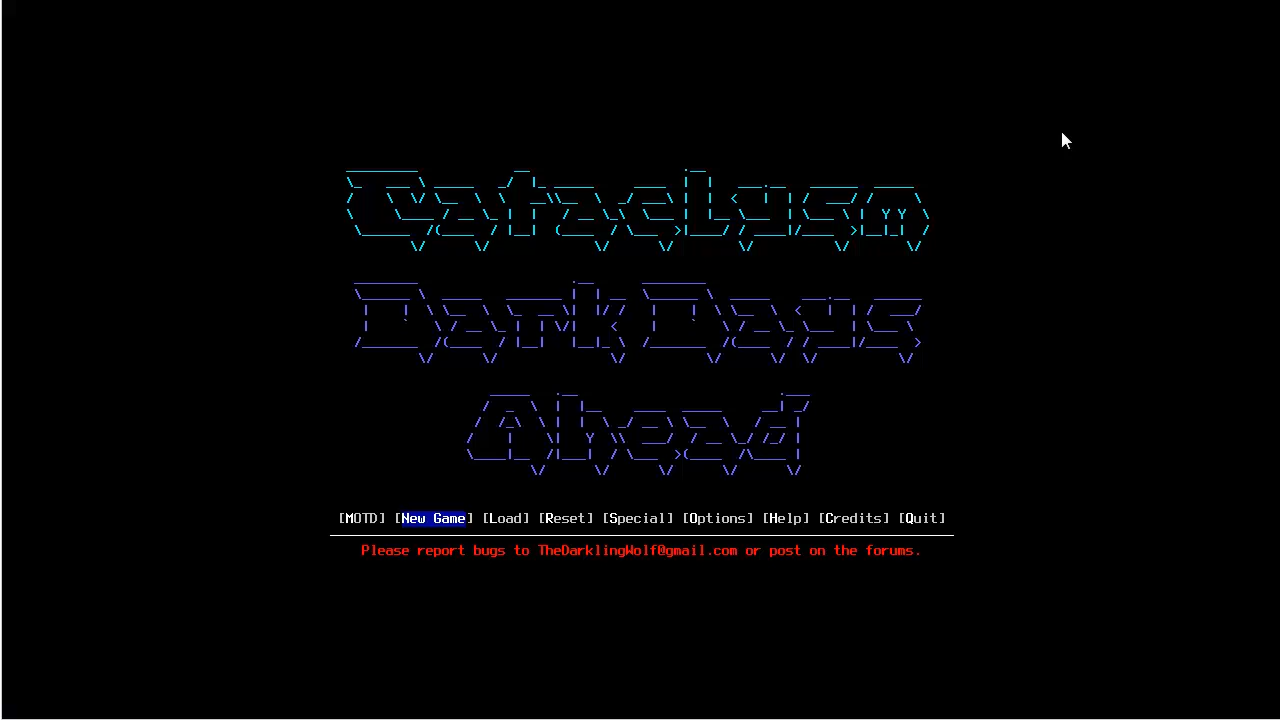 Cataclysm
Dark Days
Ahead
[MOTD] [New Game] [Load] [Reset] [Special] [Options] [Help] [Credits] [Quit]
Please report bugs to TheDarklingWolf@gmail.com or post on the forums.